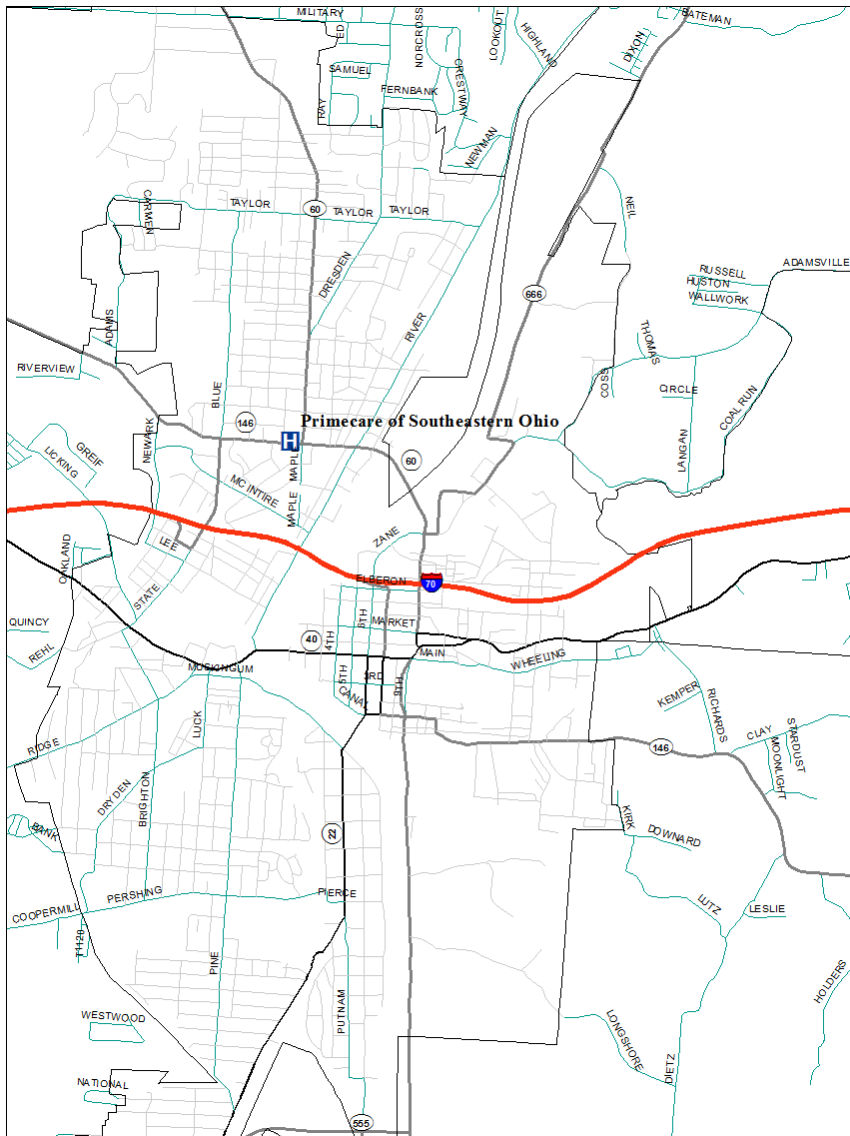 MILITARY
ED
NORCROSS
LOOKOUT
HIGHLAND
BATEMAN
DIXON
SAMUEL
CRESTWAY
FERNBANK
RAY
NEWMAN
CARMEN
TAYLOR
60
TAYLOR
TAYLOR
NEIL
DRESDEN
ADAMSVILLE
RUSSELL
HUSTON
WALLWORK
666
ADAMS
RIVER
THOMAS
RIVERVIEW
COSS
CIRCLE
BLUE
COAL RUN
146
Primecare of Southeastern Ohio
H
GREIF
NEWARK
LICKING
MAPLE
60
LANGAN
MC INTIRE
MAPLE
ZANE
LEE
OAKLAND
ELBERON
70
STATE
QUINCY
6TH
MARKET
4TH
40
REHL
MAIN
WHEELING
MUSKINGUM
5TH
3RD
9TH
CANAL
KEMPER
RICHARDS
LUCK
RIDGE
146
CLAY
STARDUST
MOONLIGHT
DRYDEN
BRIGHTON
KIRK
BANK
22
DOWNARD
PERSHING
PIERCE
COOPERMILL
LUTZ
LESLIE
T1128
PINE
HOLDERS
PUTNAM
WESTWOOD
LONGSHORE
DIETZ
NATIONAL
555